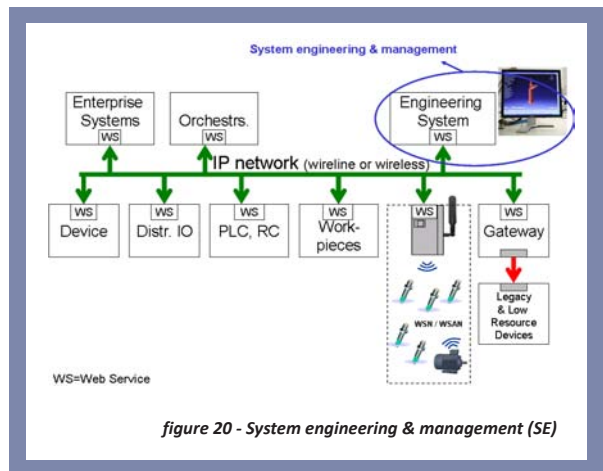 System engineering & management
Enterprise
Systems
WS
Orchestrs.
WS
Engineering
System
WS
IP network (wireline or wireless)
WS
Device
WS
Distr. IO
WS
PLC, RC
WS
Work-
pieces
WS
WS
Gateway
WSN / WSAN
Legacy
& Low
Resource
Devices
WS=Web Service
figure 20 - System engineering & management (SE)